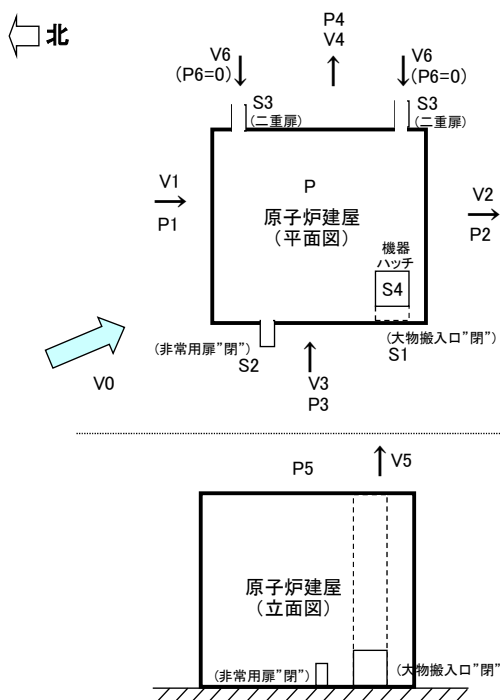 北
P4
V4
V6
(P6=0)
V6
(P6=0)
S3
(二重扉)
S3
(二重扉)
V1
P1
P
原子炉建屋
(平面図)
V2
P2
機器
ハッチ
S4
(非常用扉"閉")
S2
(大物搬入口"閉")
S1
V0
V3
P3
P5
V5
原子炉建屋
(立面図)
(非常用扉"閉")
(大物搬入口"閉"